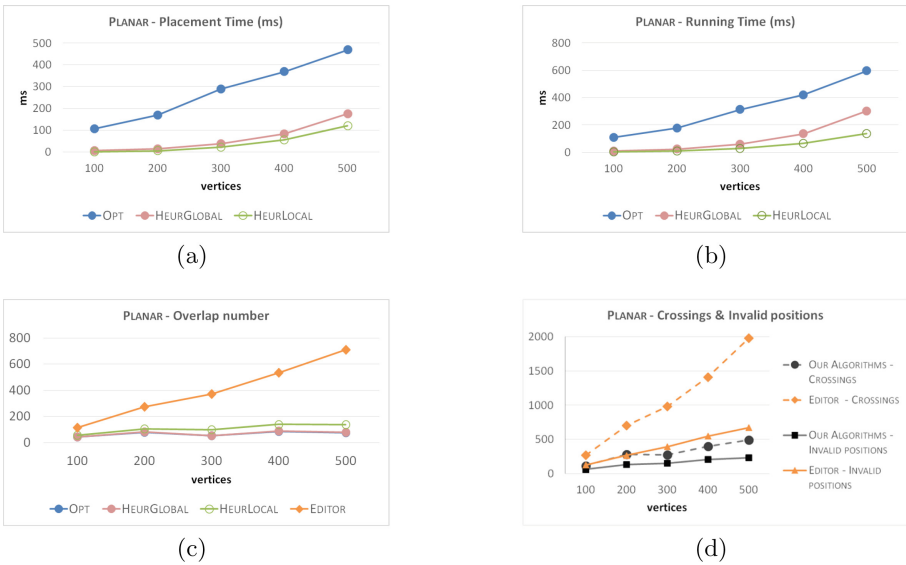 PLANAR - Placement Time (ms)
500
400
300
200
100
0
ms
100 200 300 400 500
vertices
OPT HEURGLOBAL HEURLOCAL
(a)
PLANAR - Running Time (ms)
800
600
400
200
0
ms
100 200 300 400 500
vertices
OPT HEURGLOBAL HEURLOCAL
(b)
PLANAR - Overlap number
800
600
400
200
0
100 200 300 400 500
vertices
OPT HEURGLOBAL HEURLOCAL EDITOR
(c)
PLANAR - Crossings & Invalid positions
2000
1500
1000
500
0
100 200 300 400 500
vertices
OUR ALGORITHMS -
CROSSINGS
EDITOR - CROSSINGS
OUR ALGORITHMS -
INVALID POSITIONS
EDITOR - INVALID
POSITIONS
(d)